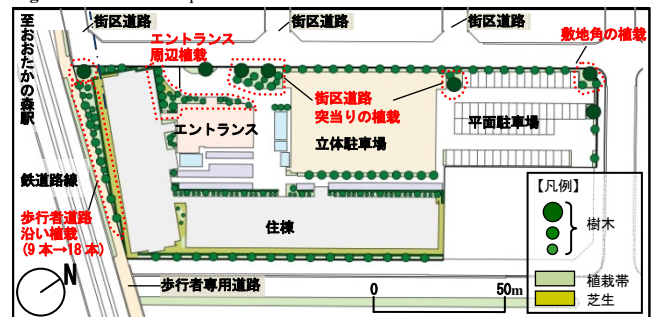 街区道路
街区道路
街区道路
至おおたかの森駅
エントランス
周辺植栽
敷地角の植栽
街区道路
突当りの植栽
エントランス
立体駐車場
平面駐車場
鉄道路線
歩行者道路
沿い植栽
(9本→18本)
住棟
【凡例】
樹木
植栽帯
芝生
N
歩行者専用道路
0
50m